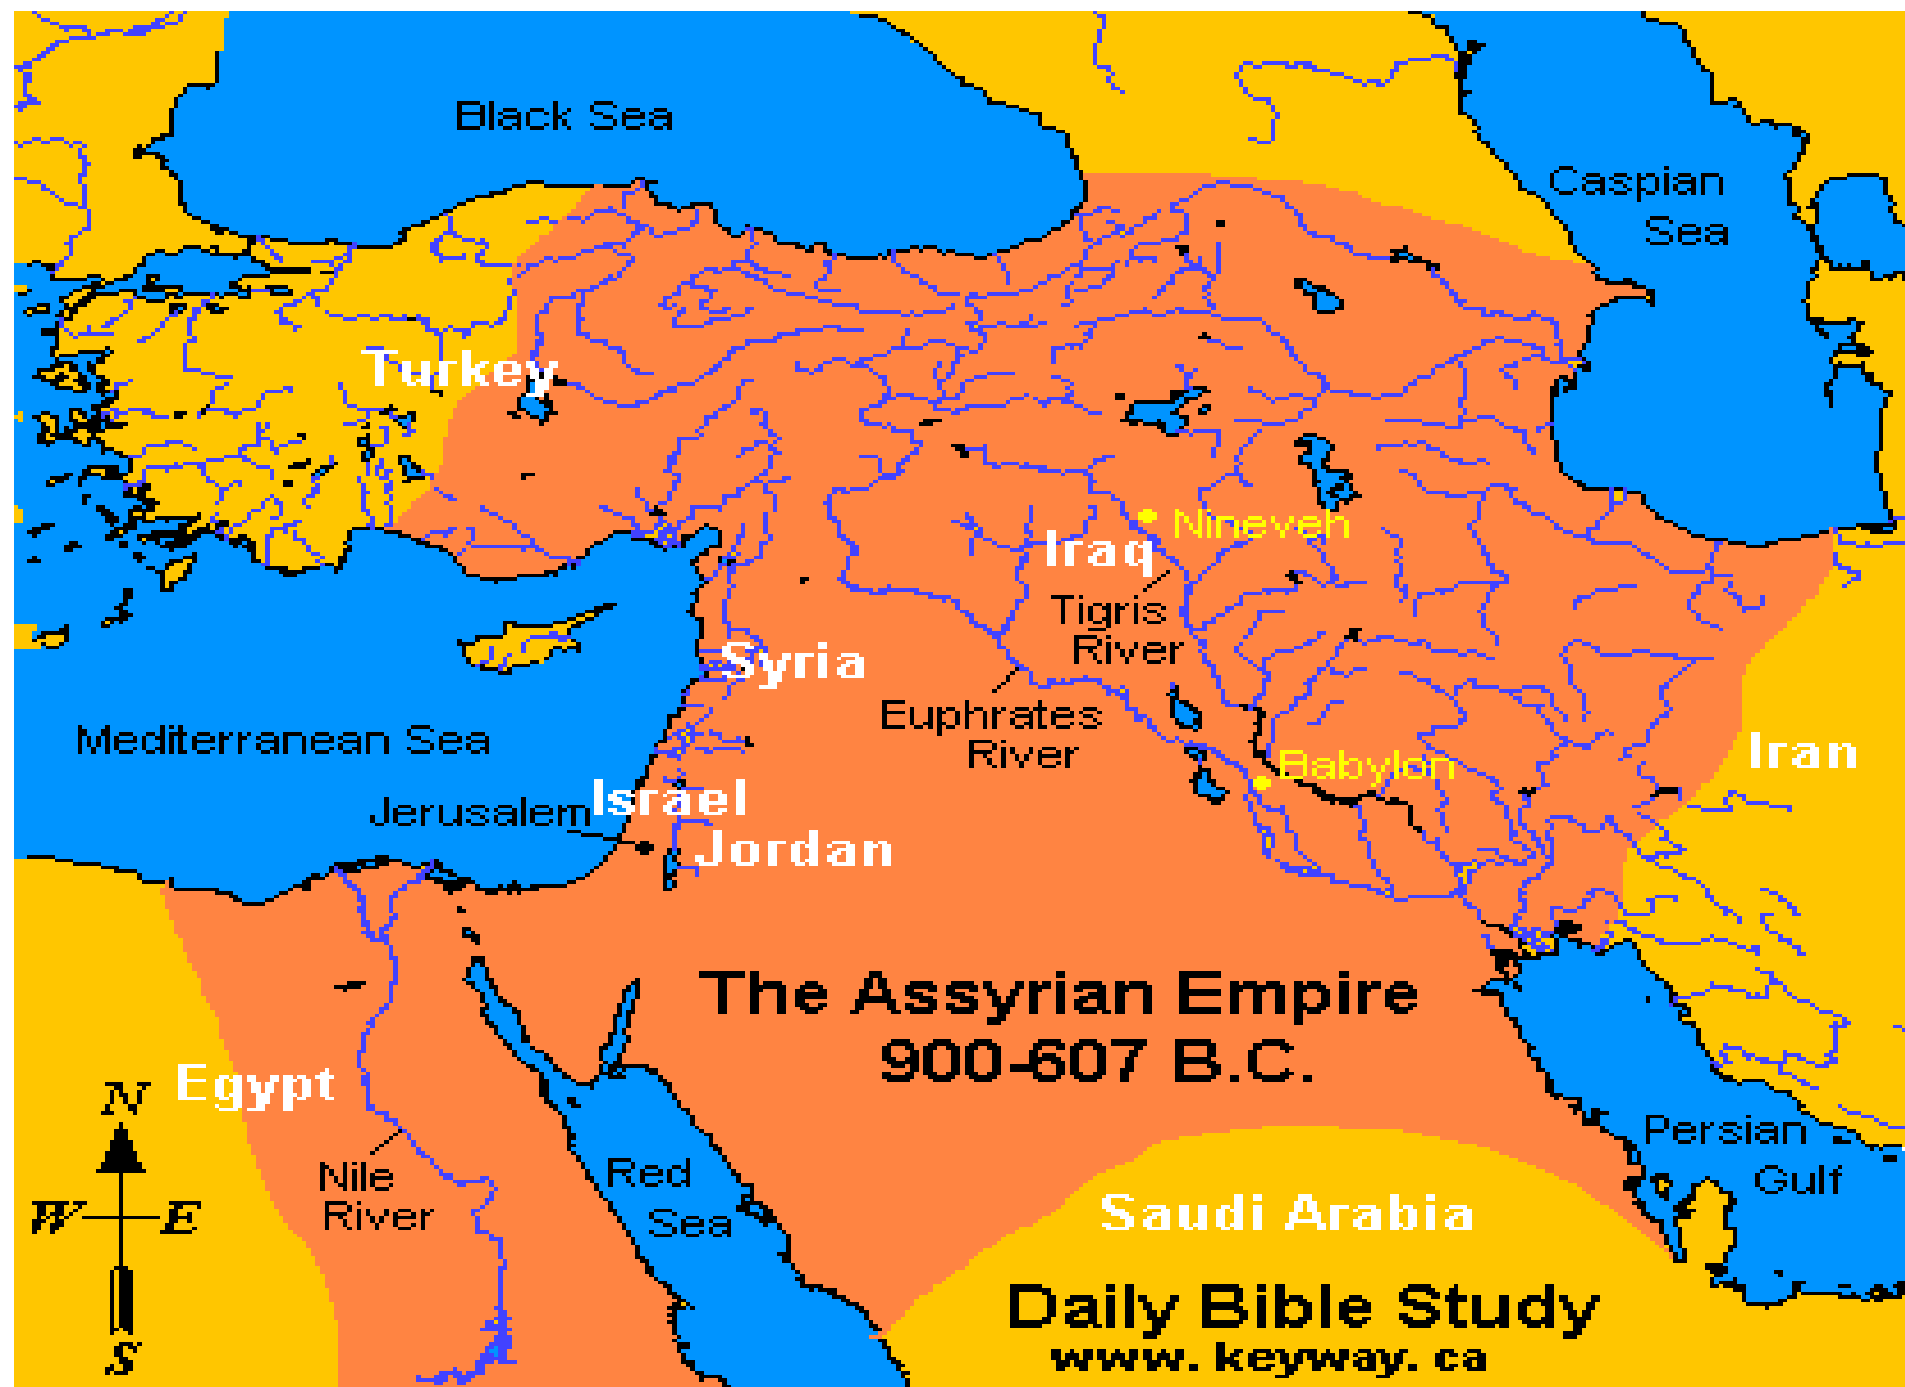 Black Sea
Caspian
Sea
Turkey
Nineveh
Iraq
Tigris
River
Syria
Euphrates
River
Mediterranean Sea
Iran
Babylon
Israel
Jerusalem
Jordan
The Assyrian Empire
900-607 B.C.
Egypt
N
W
E
S
Nile
River
Red
Sea
Persian
Gulf
Saudi Arabia
Daily Bible Study
www.keyway.ca